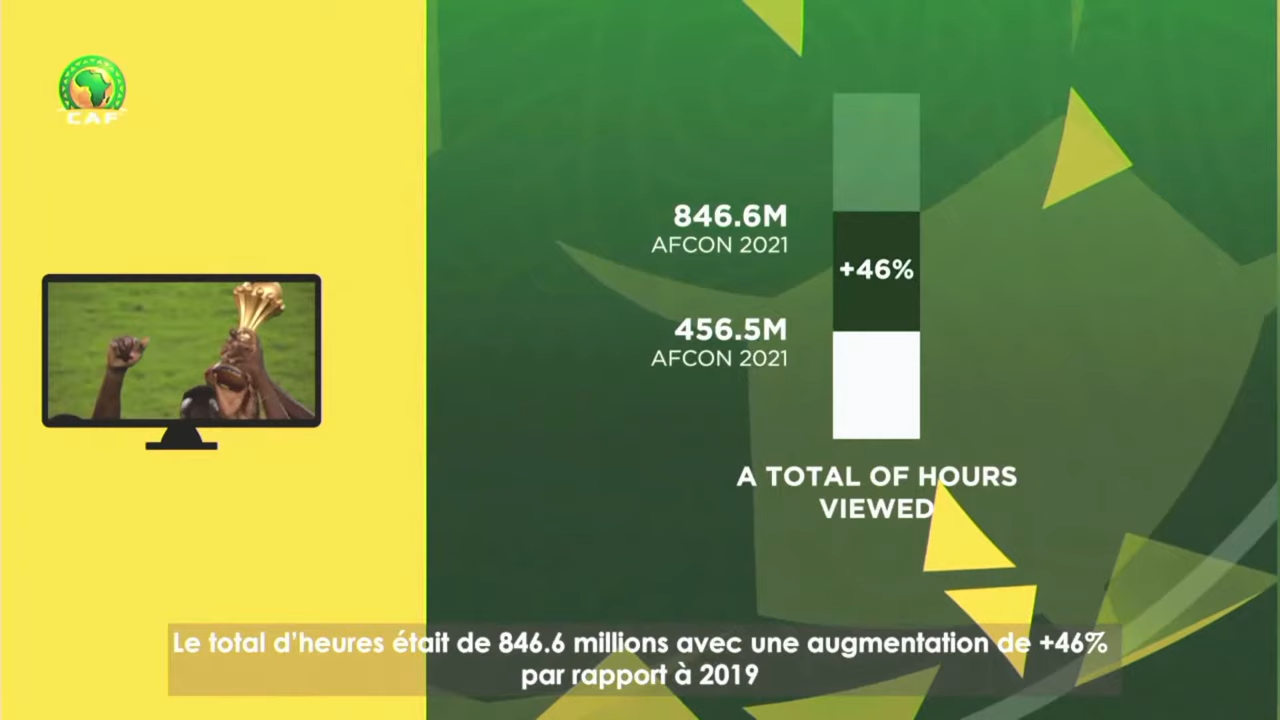 CAF
846.6M
AFCON 2021
+46%
456.5M
AFCON 2021
A TOTAL OF HOURS
VIEWED
Le total d'heures était de 846.6 millions avec une augmentation de +46%
par rapport à 2019